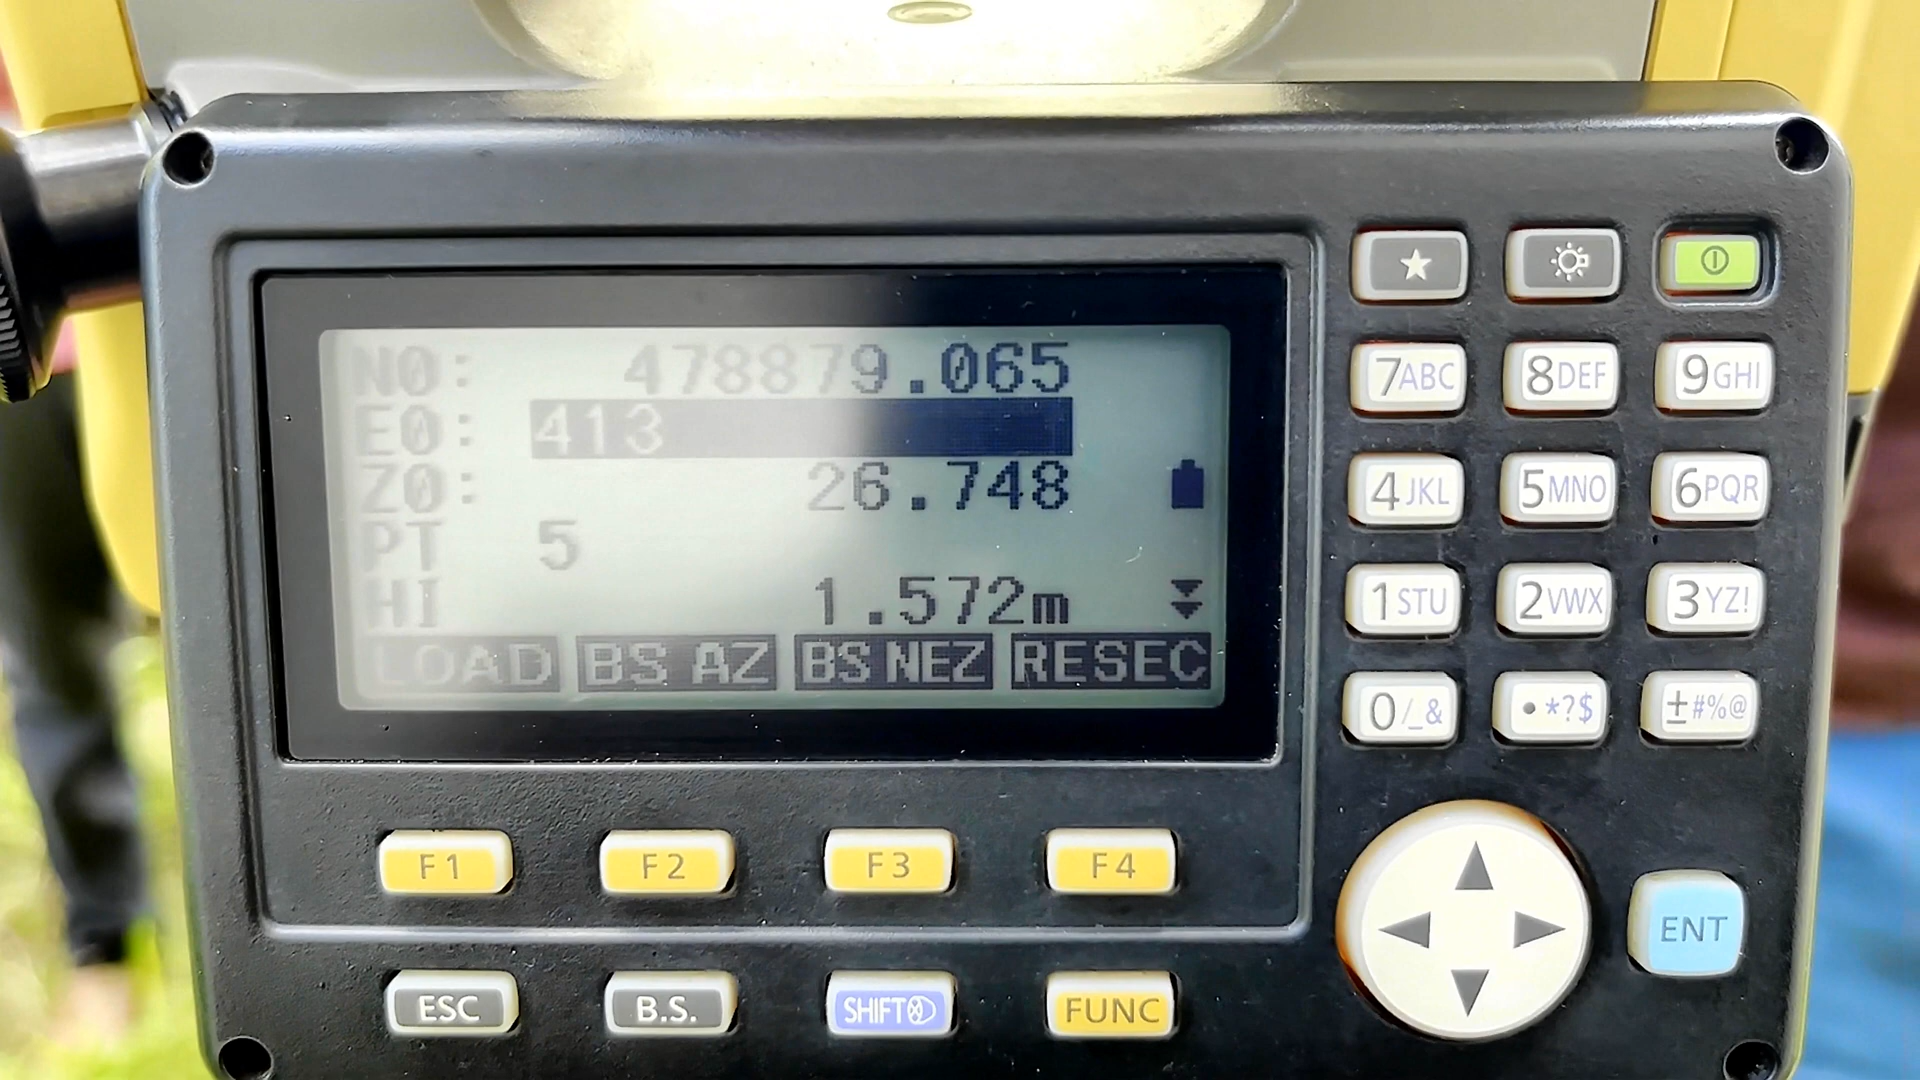 N0: 478879.065
E0: 413
Z0: 26.748
PT 5
HI 1.572m
LOAD BS AZ BS NEZ RESEC
7ABC 8DEF 9GHI
4JKL 5MNO 6PQR
1STU 2VWX 3YZ!
0/_& •*?$ ±#%@
F1 F2 F3 F4
ENT
ESC B.S. SHIFT FUNC